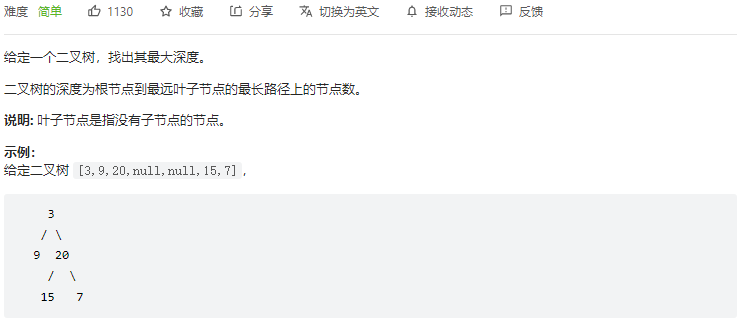 难度 简单 1130 收藏 分享 切换为英文 接收动态 反馈
给定一个二叉树，找出其最大深度。
二叉树的深度为根节点到最远叶子节点的最长路径上的节点数。
说明: 叶子节点是指没有子节点的节点。
示例：
给定二叉树 [3,9,20,null,null,15,7]，
3
/ \
9 20
/ \
15 7